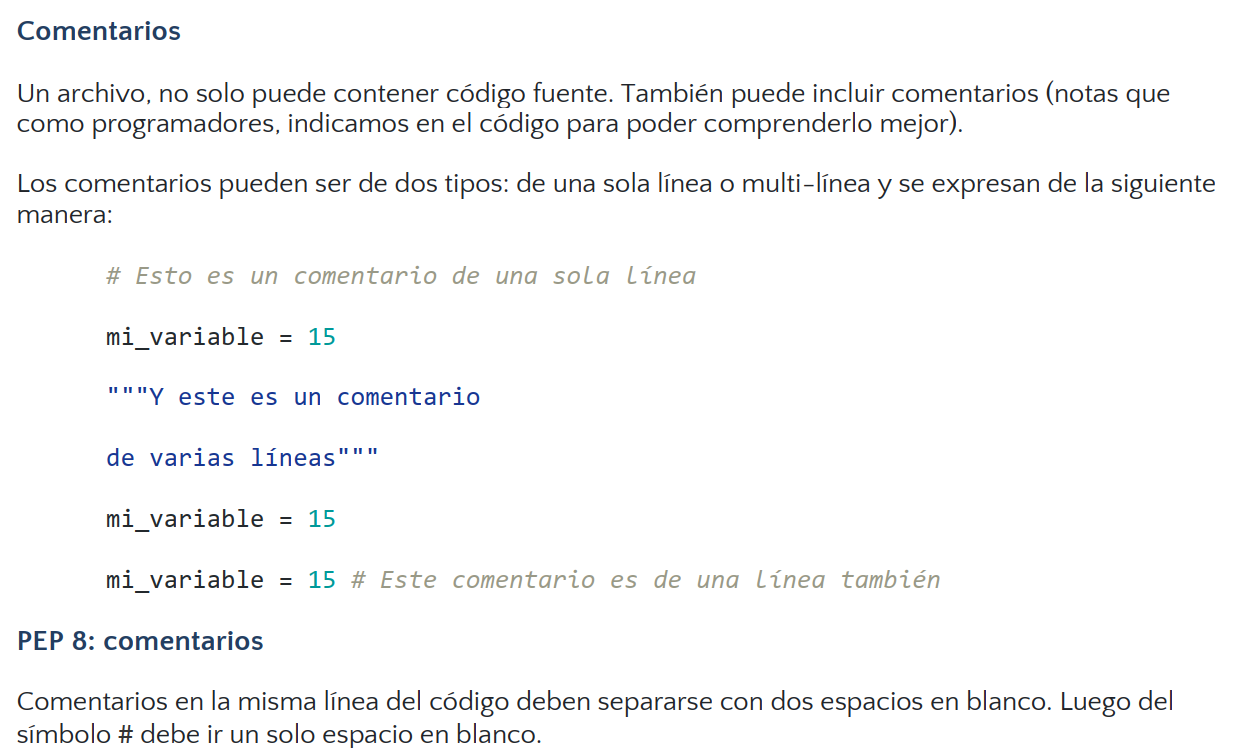 Comentarios
Un archivo, no solo puede contener código fuente. También puede incluir comentarios (notas que
como programadores, indicamos en el código para poder comprenderlo mejor).
Los comentarios pueden ser de dos tipos: de una sola línea o multi-línea y se expresan de la siguiente
manera:
# Esto es un comentario de una sola línea
mi_variable = 15
"""Y este es un comentario
de varias líneas"""
mi_variable = 15
mi_variable = 15 # Este comentario es de una línea también
PEP 8: comentarios
Comentarios en la misma línea del código deben separarse con dos espacios en blanco. Luego del
símbolo # debe ir un solo espacio en blanco.